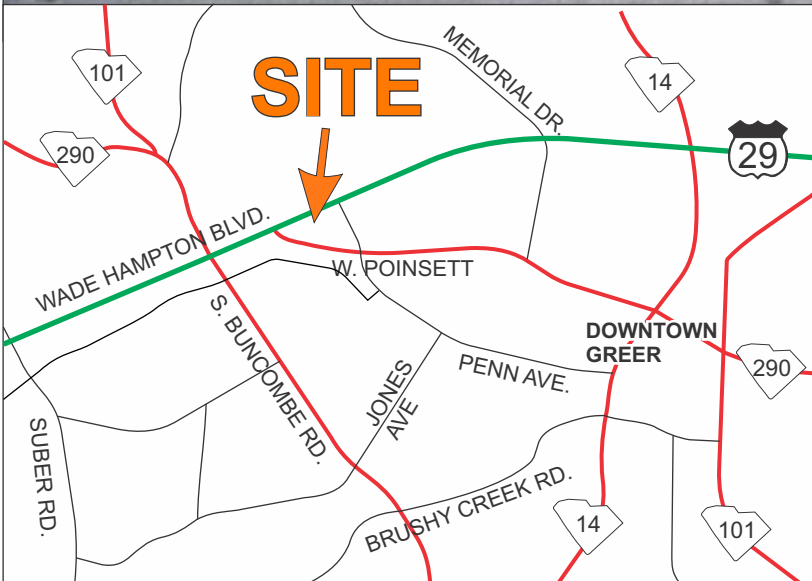 101
SITE
MEMORIAL DR.
14
290
29
WADE HAMPTON BLVD.
W. POINSETT
S. BUNCOMBE RD.
DOWNTOWN
GREER
290
JONES
AVE
PENN AVE.
SUBER RD.
BRUSHY CREEK RD.
14
101